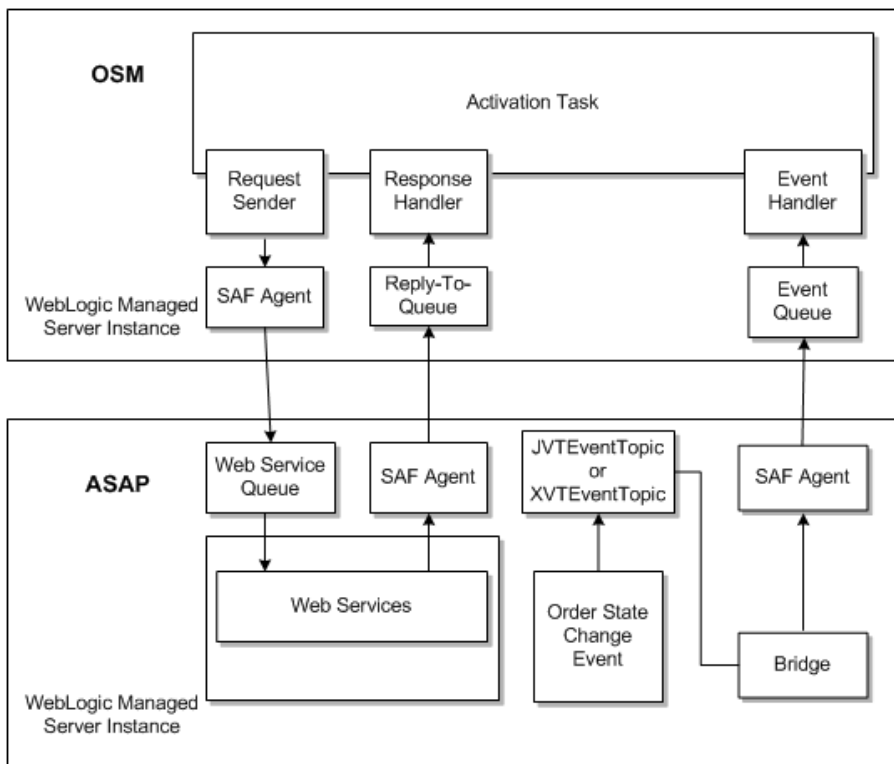 OSM
Activation Task
Request
Sender
Response
Handler
Event
Handler
SAF Agent
Reply-To-
Queue
Event
Queue
WebLogic Managed
Server Instance
ASAP
Web Service
Queue
SAF Agent
JVTEventTopic
or
XVTEventTopic
SAF Agent
Web Services
Order State
Change
Event
Bridge
WebLogic Managed
Server Instance